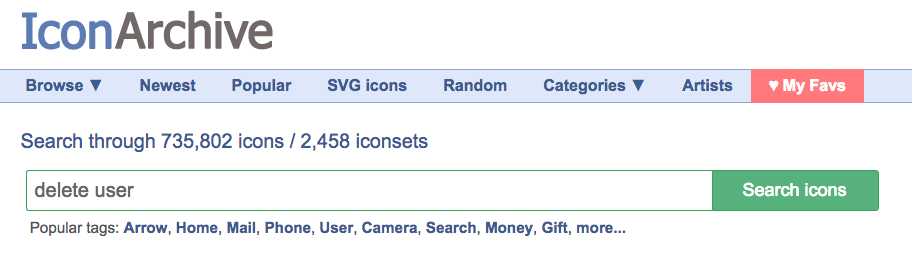 IconArchive
Browse ▼ Newest Popular SVG icons Random Categories ▼ Artists ♥ My Favs
Search through 735,802 icons / 2,458 iconsets
delete user Search icons
Popular tags: Arrow, Home, Mail, Phone, User, Camera, Search, Money, Gift, more...